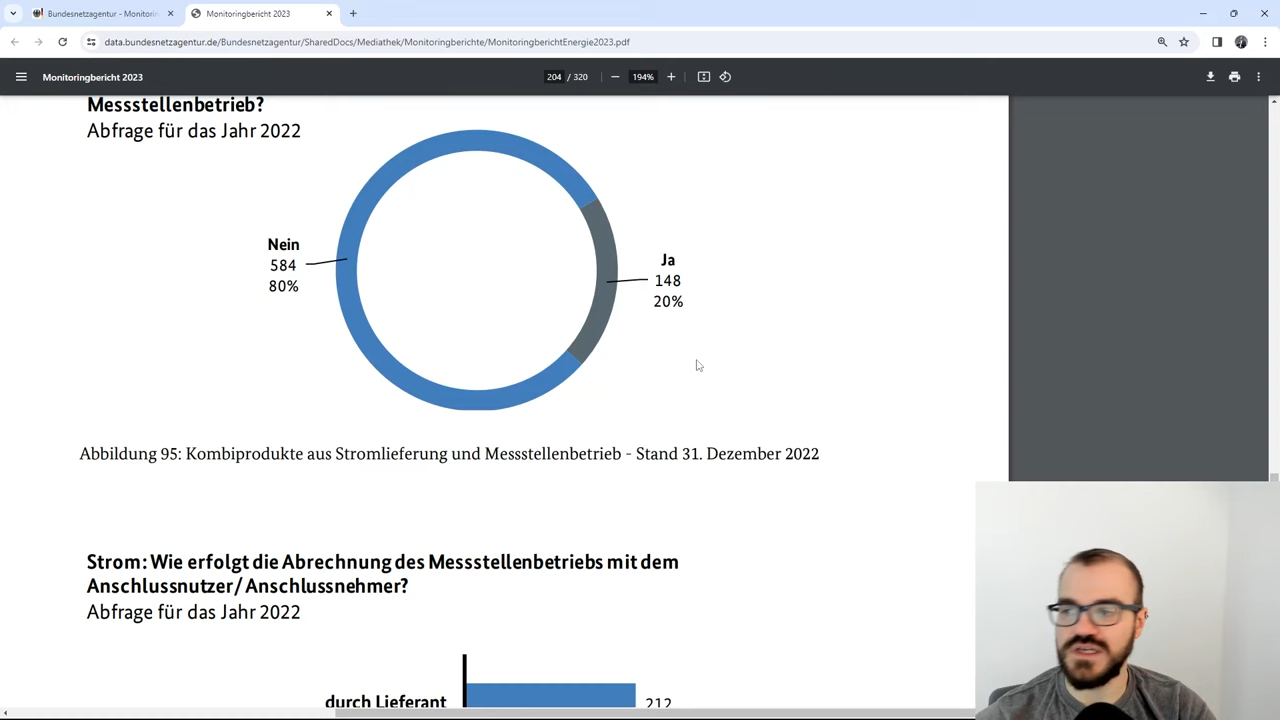 Bundesnetzagentur - Monitorin
Monitoringbericht 2023
data.bundesnetzagentur.de/Bundesnetzagentur/SharedDocs/Mediathek/Monitoringberichte/MonitoringberichtEnergie2023.pdf
Monitoringbericht 2023
204 / 320
194%
Messstellenbetrieb?
Abfrage für das Jahr 2022
Nein
584
80%
Ja
148
20%
Abbildung 95: Kombiprodukte aus Stromlieferung und Messstellenbetrieb - Stand 31. Dezember 2022
Strom: Wie erfolgt die Abrechnung des Messstellenbetriebs mit dem
Anschlussnutzer/ Anschlussnehmer?
Abfrage für das Jahr 2022
durch Lieferant
212